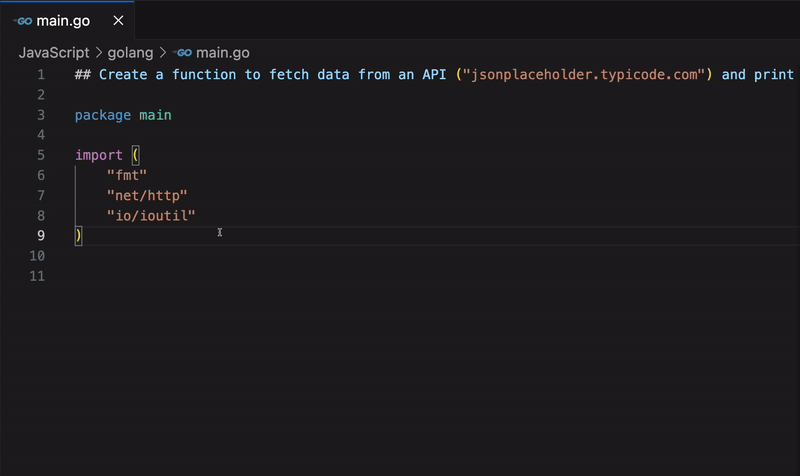 GO main.go ×
JavaScript > golang > GO main.go
1 ## Create a function to fetch data from an API ("jsonplaceholder.typicode.com") and print
2
3 package main
4
5 import (
6 "fmt"
7 "net/http"
8 "io/ioutil"
9 )
10
11